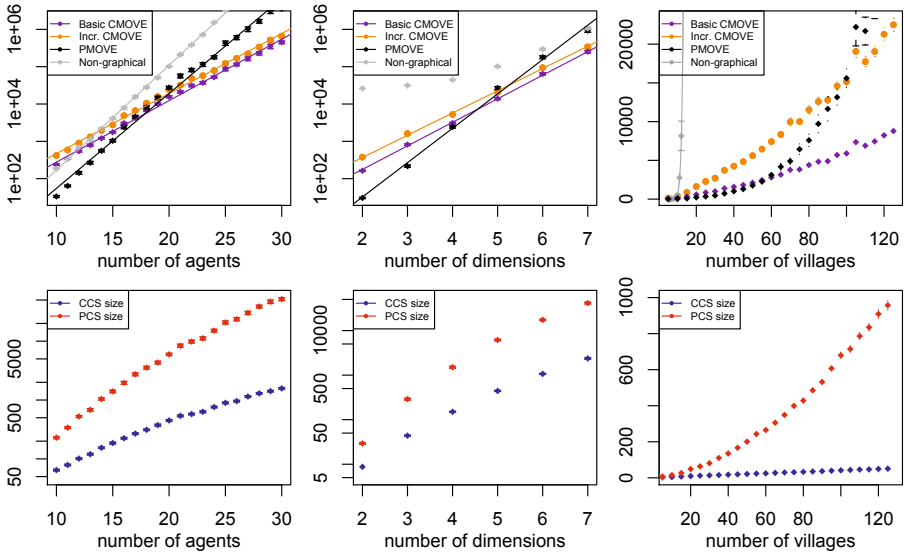 Basic CMOVE
Incr. CMOVE
PMOVE
Non-graphical
1e+02 1e+04 1e+06
10 15 20 25 30
number of agents
Basic CMOVE
Incr. CMOVE
PMOVE
Non-graphical
1e+02 1e+04 1e+06
2 3 4 5 6 7
number of dimensions
Basic CMOVE
Incr. CMOVE
PMOVE
Non-graphical
0 10000 20000
20 40 60 80 120
number of villages
CCS size
PCS size
50 500 5000
10 15 20 25 30
number of agents
CCS size
PCS size
5 50 500 10000
2 3 4 5 6 7
number of dimensions
CCS size
PCS size
0 200 600 1000
20 40 60 80 120
number of villages